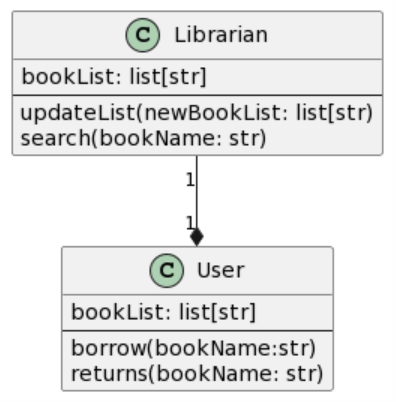 C Librarian
bookList: list[str]
updateList(newBookList: list[str)
search(bookName: str)
1
1
C User
bookList: list[str]
borrow(bookName:str)
returns(bookName: str)